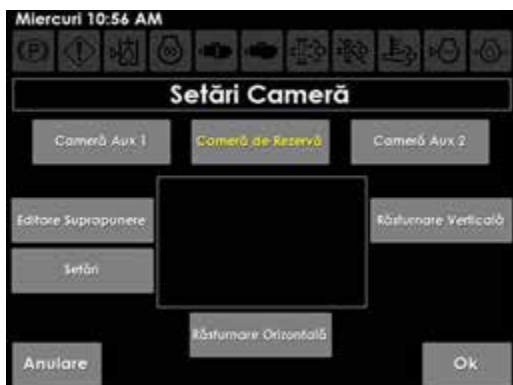 Miercuri 10:56 AM
(P)
Setări Cameră
Cameră Aux 1
Cameră de Rezervă
Cameră Aux 2
Editare Suprapunere
Răsturnare Verticală
Setări
Răsturnare Orizontală
Anulare
Ok